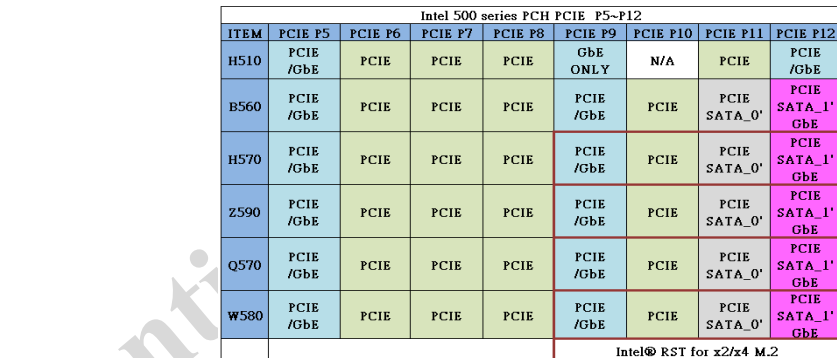 Intel 500 series PCH PCIE P5~P12
ITEM PCIE P5 PCIE P6 PCIE P7 PCIE P8 PCIE P9 PCIE P10 PCIE P11 PCIE P12
H510 PCIE /GbE PCIE PCIE PCIE GbE ONLY N/A PCIE PCIE /GbE
B560 PCIE /GbE PCIE PCIE PCIE PCIE /GbE PCIE PCIE SATA_0' PCIE SATA_1' GbE
H570 PCIE /GbE PCIE PCIE PCIE PCIE /GbE PCIE PCIE SATA_0' PCIE SATA_1' GbE
Z590 PCIE /GbE PCIE PCIE PCIE PCIE /GbE PCIE PCIE SATA_0' PCIE SATA_1' GbE
Q570 PCIE /GbE PCIE PCIE PCIE PCIE /GbE PCIE PCIE SATA_0' PCIE SATA_1' GbE
W580 PCIE /GbE PCIE PCIE PCIE PCIE /GbE PCIE PCIE SATA_0' PCIE SATA_1' GbE
Intel® RST for x2/x4 M.2